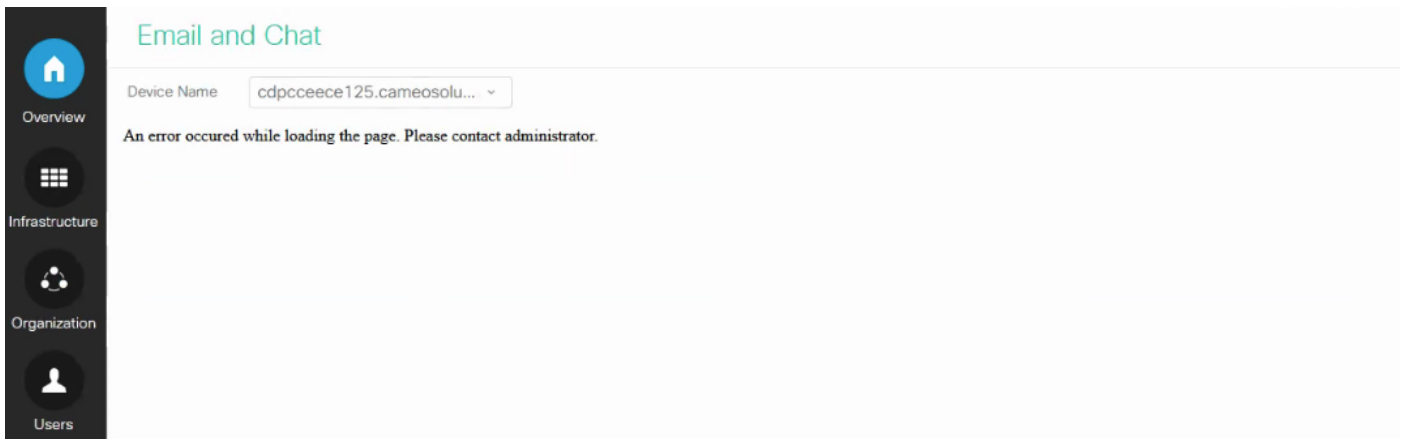 Email and Chat
Device Name cdpcceece125.cameosolu...
An error occured while loading the page. Please contact administrator.
Overview
Infrastructure
Organization
Users